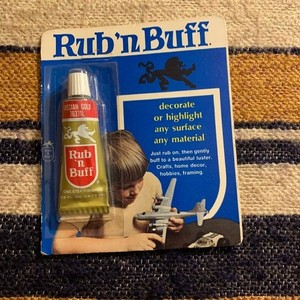 Rub 'n Buff.
decorate
or highlight
any surface
any material
Just rub on, then gently
buff to a beautiful luster.
Crafts, home decor,
hobbies, framing.
GOLD
Rub
'n
Buff